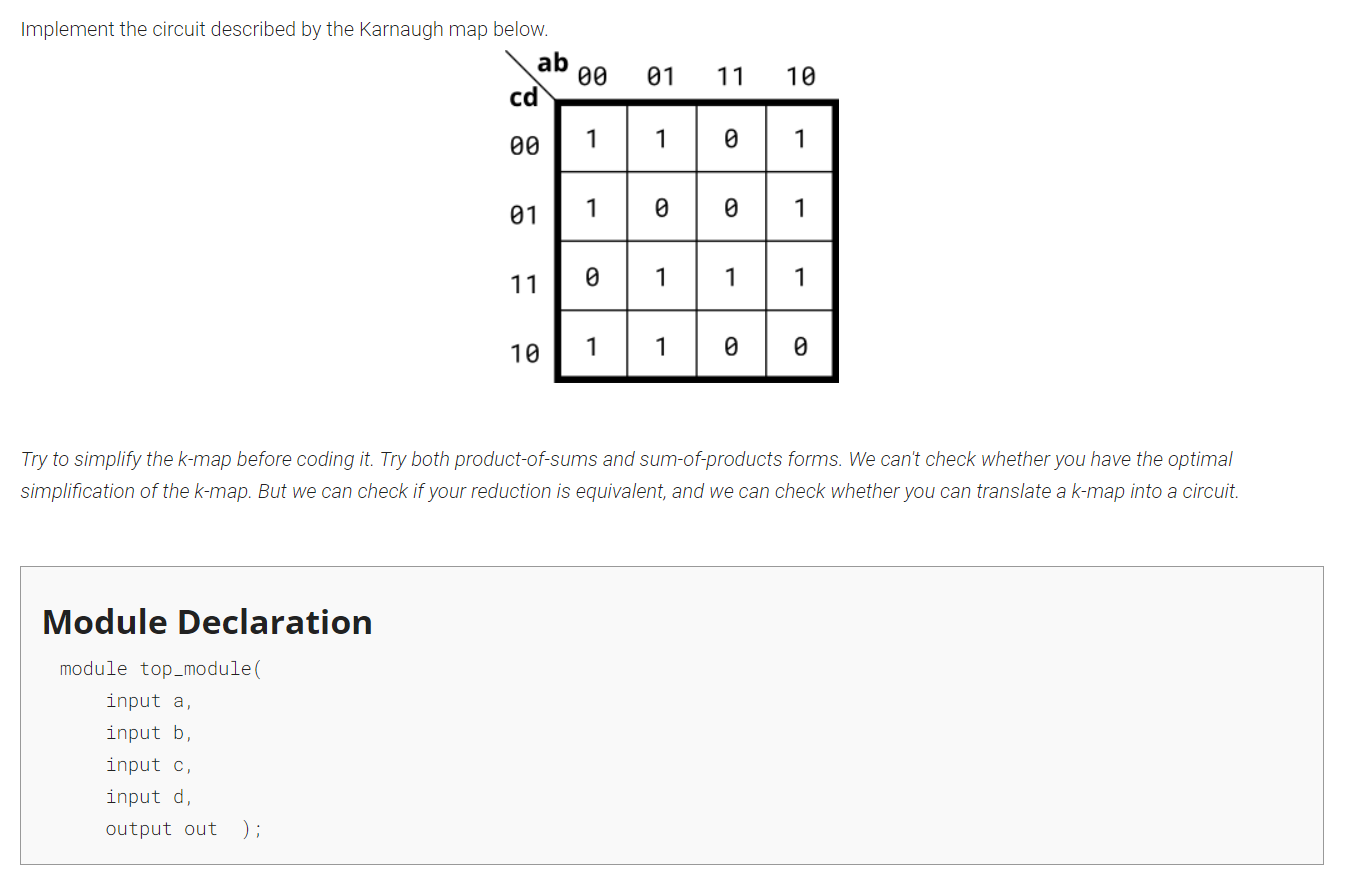 Implement the circuit described by the Karnaugh map below.
ab
00 01 11 10
cd
00 1 1 0 1
01 1 0 0 1
11 0 1 1 1
10 1 1 0 0
Try to simplify the k-map before coding it. Try both product-of-sums and sum-of-products forms. We can't check whether you have the optimal
simplification of the k-map. But we can check if your reduction is equivalent, and we can check whether you can translate a k-map into a circuit.
Module Declaration
module top_module(
input a,
input b,
input c,
input d,
output out );